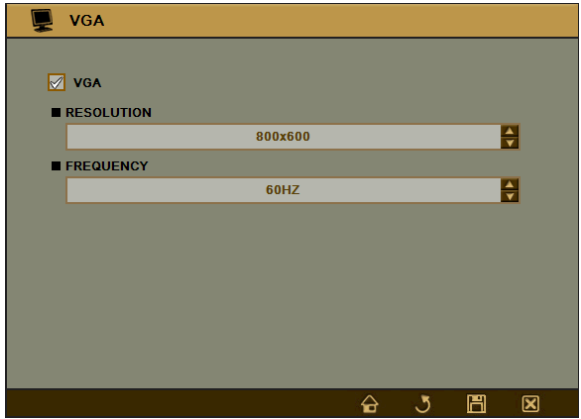 VGA
VGA
RESOLUTION
800x600
FREQUENCY
60HZ